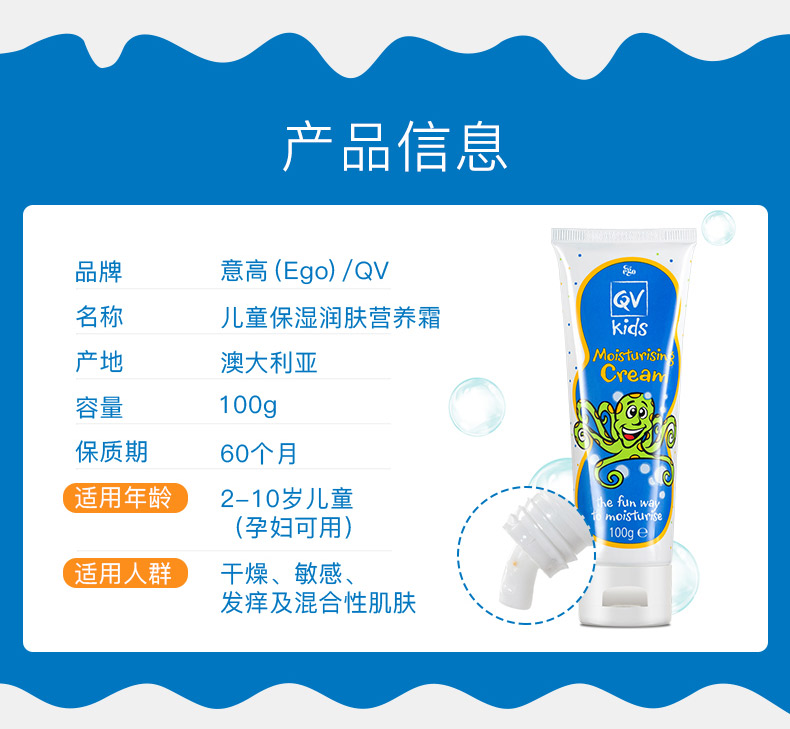 产品信息
品牌 意高(Ego)/QV
名称 儿童保湿润肤营养霜
产地 澳大利亚
容量 100g
保质期 60个月
适用年龄 2-10岁儿童
（孕妇可用）
适用人群 干燥、敏感、
发痒及混合性肌肤
Ego
QV
Kids
Moisturising
Cream
the fun way
to moisturise
100g e